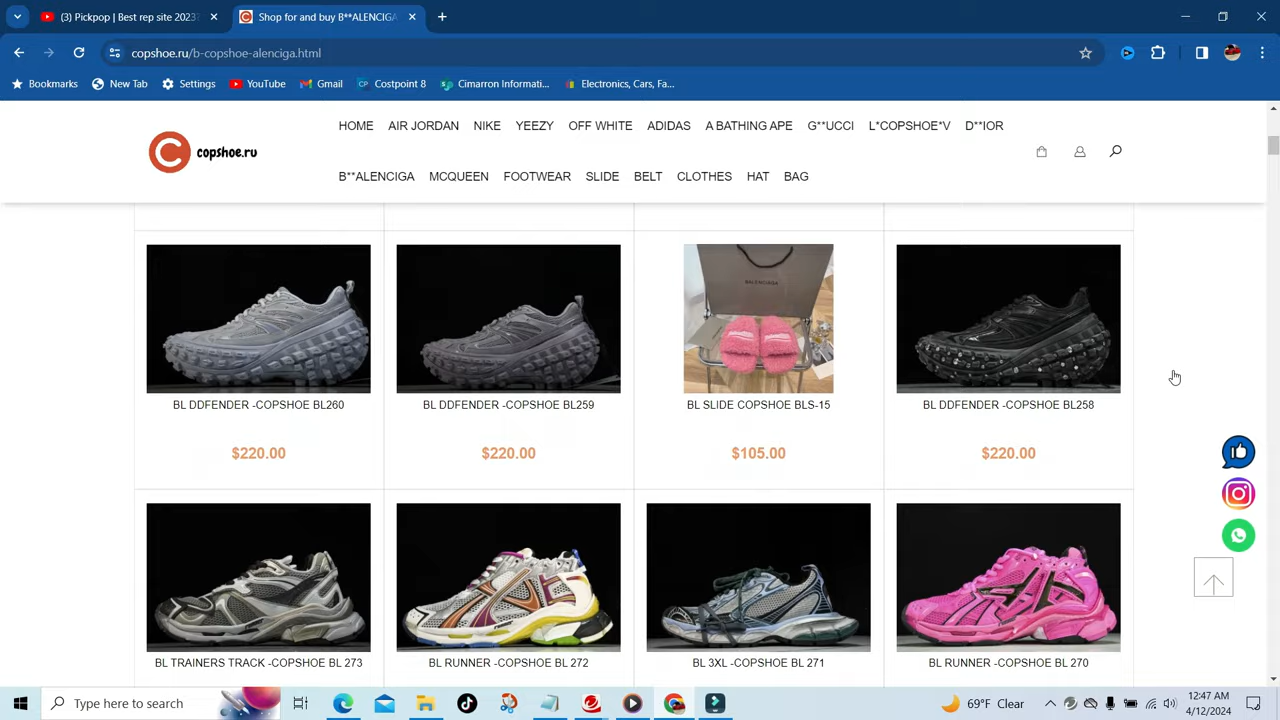 (3) Pickpop | Best rep site 2023?
Shop for and buy B**ALENCIGA
copshoe.ru/b-copshoe-alenciga.html
Bookmarks New Tab Settings YouTube Gmail CP Costpoint 8 Cimarron Informati... Electronics, Cars, Fa...
HOME AIR JORDAN NIKE YEEZY OFF WHITE ADIDAS A BATHING APE G**UCCI L*COPSHOE*V D**IOR
C copshoe.ru
B**ALENCIGA MCQUEEN FOOTWEAR SLIDE BELT CLOTHES HAT BAG
BALENCIAGA
BL DDFENDER -COPSHOE BL260 BL DDFENDER -COPSHOE BL259 BL SLIDE COPSHOE BLS-15 BL DDFENDER -COPSHOE BL258
$220.00 $220.00 $105.00 $220.00
BL TRAINERS TRACK -COPSHOE BL 273 BL RUNNER -COPSHOE BL 272 BL 3XL -COPSHOE BL 271 BL RUNNER -COPSHOE BL 270
Type here to search
69°F Clear
12:47 AM
4/12/2024